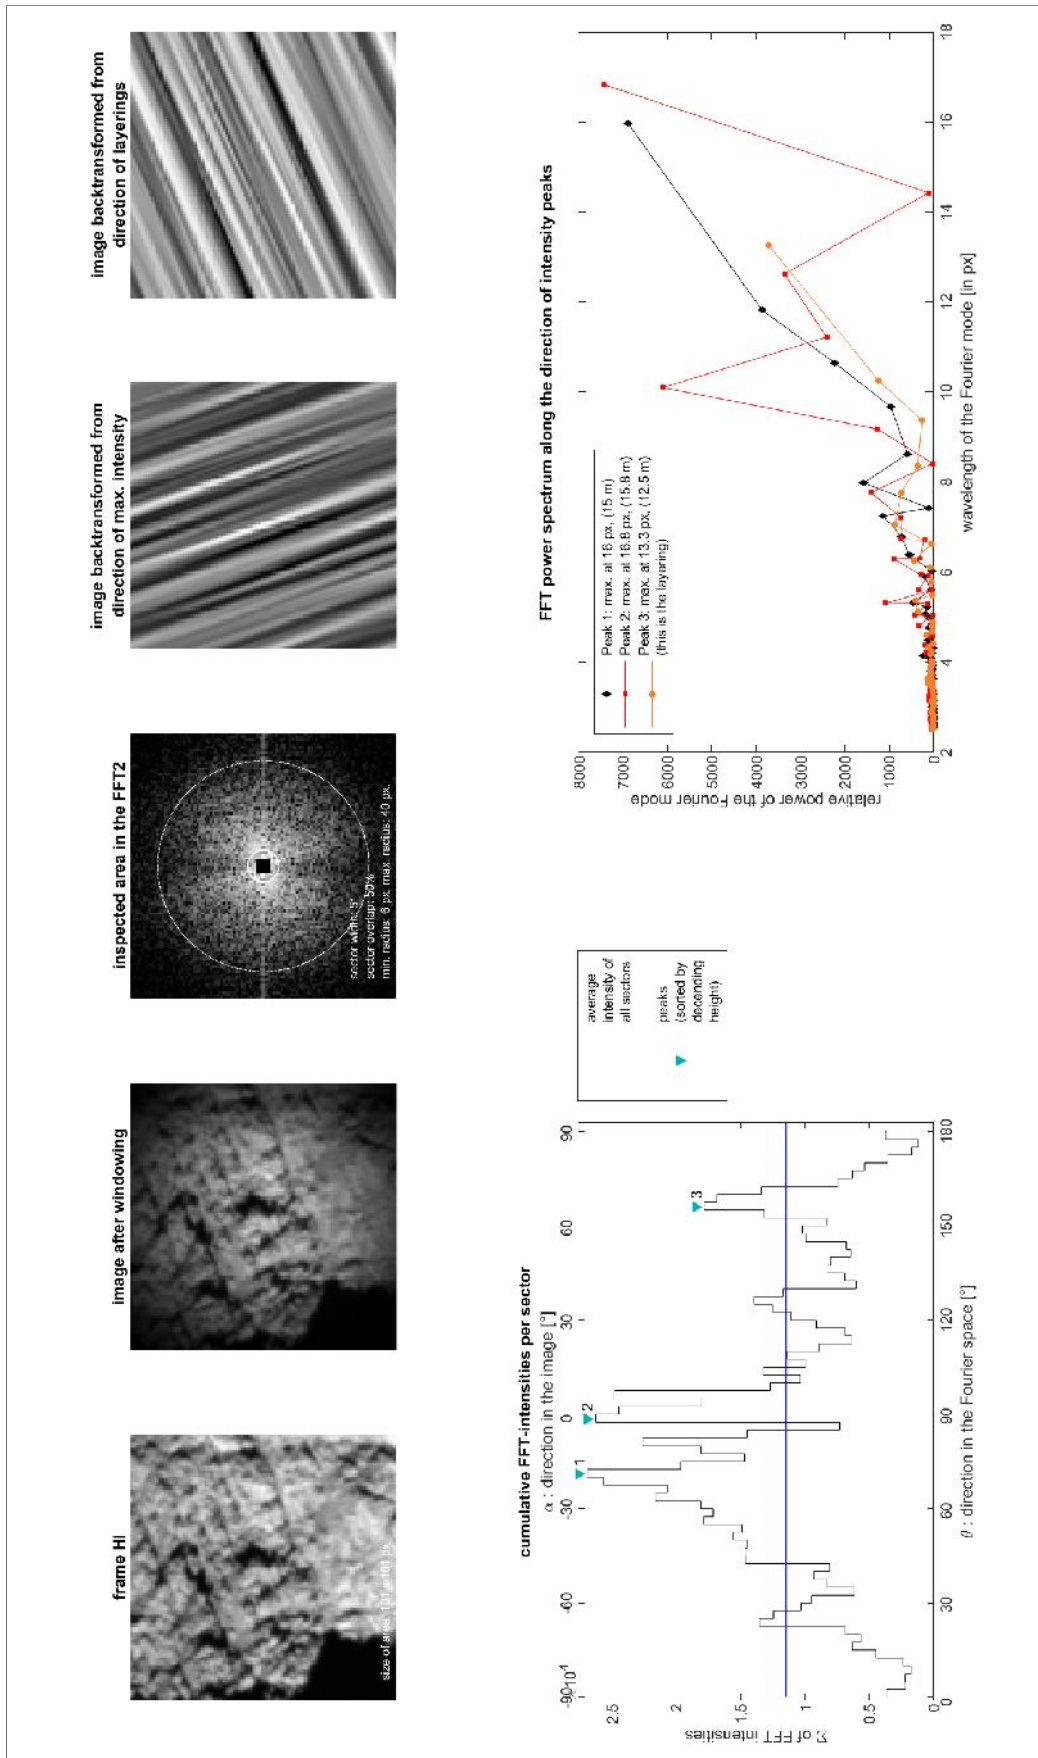 frame HI
size of area: 101 x 101 px
image after windowing
inspected area in the FFT2
sector width: 5°
sector overlap: 50%
min. radius: 6 px, max. radius: 40 px.
image backtransformed from
direction of max. intensity
image backtransformed from
direction of layerings
cumulative FFT-intensities per sector
α : direction in the image [°]
-90 -60 -30 0 30 60 90
10⁴
Σ of FFT intensities
2.5
2
1.5
1
0.5
0
1
2
3
0 30 60 90 120 150 180
θ : direction in the Fourier space [°]
average
intensity of
all sectors
peaks
(sorted by
decending
height)
FFT power spectrum along the direction of intensity peaks
relative power of the Fourier mode
8000
7000
6000
5000
4000
3000
2000
1000
0
Peak 1: max. at 16 px, (15 m)
Peak 2: max. at 16.8 px, (15.8 m)
Peak 3: max. at 13.3 px, (12.5 m)
(this is the layering)
2 4 6 8 10 12 14 16 18
wavelength of the Fourier mode [in px]